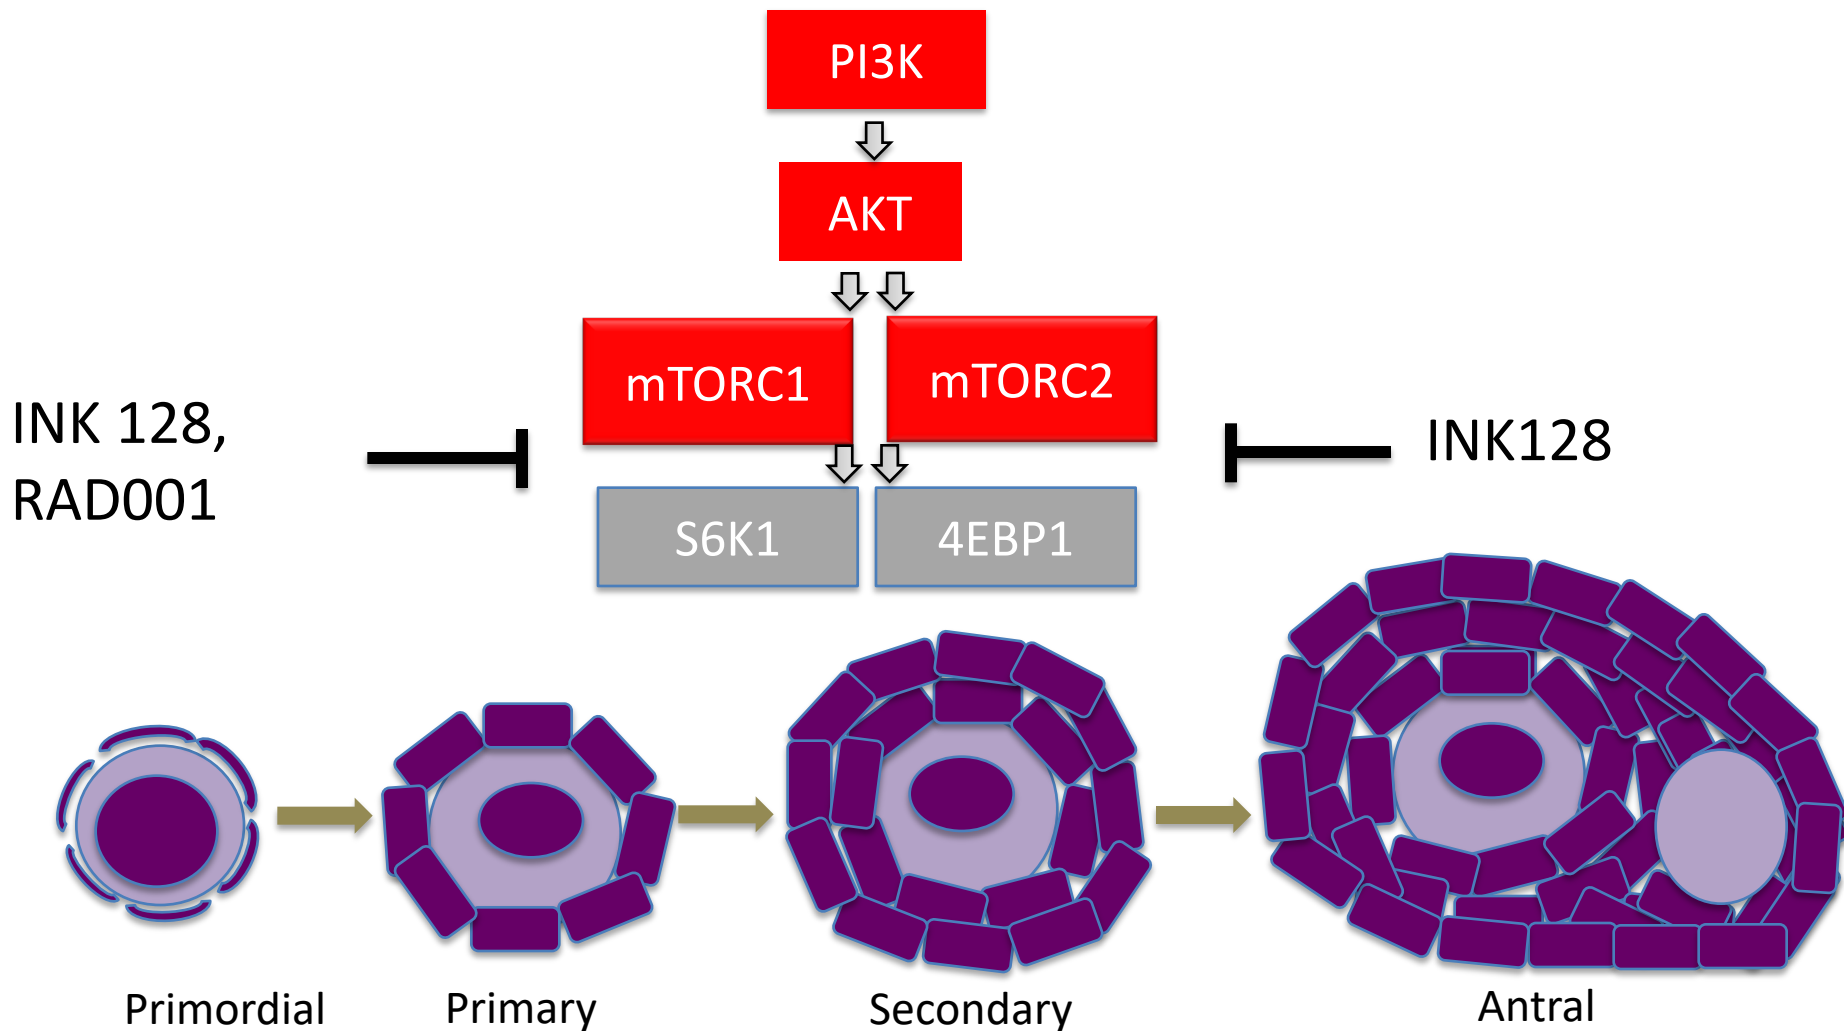 PI3K
AKT
mTORC1
mTORC2
INK 128,
RAD001
INK128
S6K1
4EBP1
Primordial
Primary
Secondary
Antral